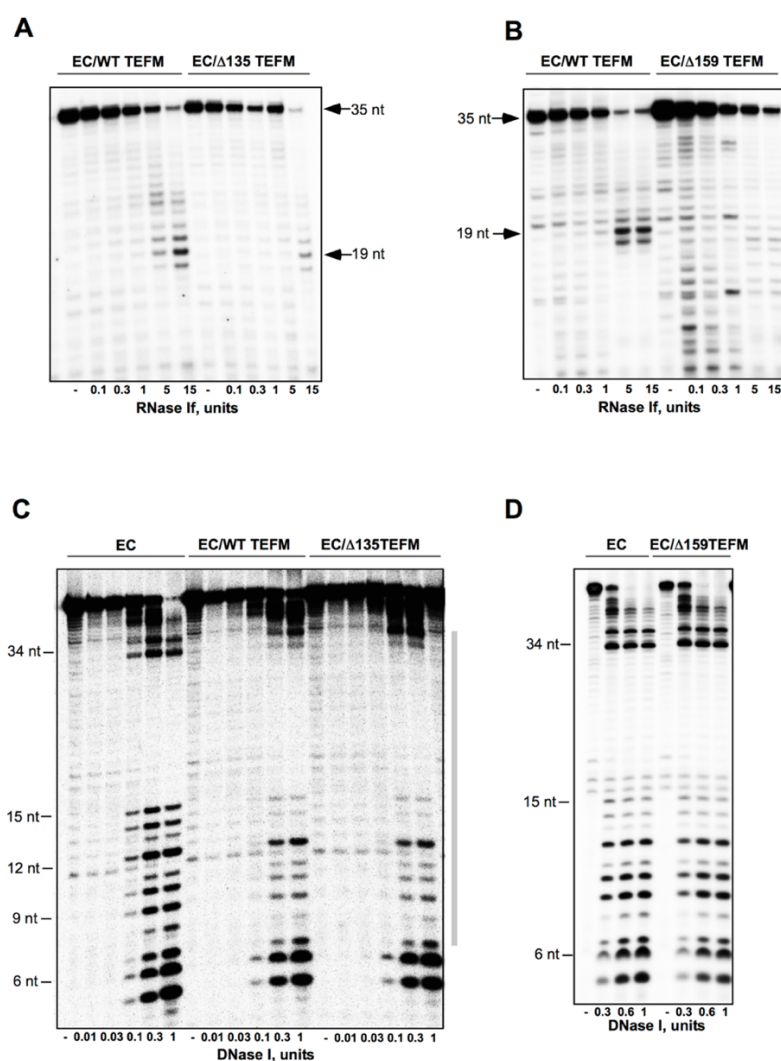 A
B
EC/WT TEFM EC/Δ135 TEFM
EC/WT TEFM EC/Δ159 TEFM
35 nt
35 nt
19 nt
19 nt
- 0.1 0.3 1 5 15 - 0.1 0.3 1 5 15
RNase If, units
- 0.1 0.3 1 5 15 - 0.1 0.3 1 5 15
RNase If, units
C
D
EC EC/WT TEFM EC/Δ135TEFM
EC EC/Δ159TEFM
34 nt
34 nt
15 nt
15 nt
12 nt
9 nt
6 nt
6 nt
- 0.01 0.03 0.1 0.3 1 - 0.01 0.03 0.1 0.3 1 - 0.01 0.03 0.1 0.3 1
DNase I, units
- 0.3 0.6 1 - 0.3 0.6 1
DNase I, units